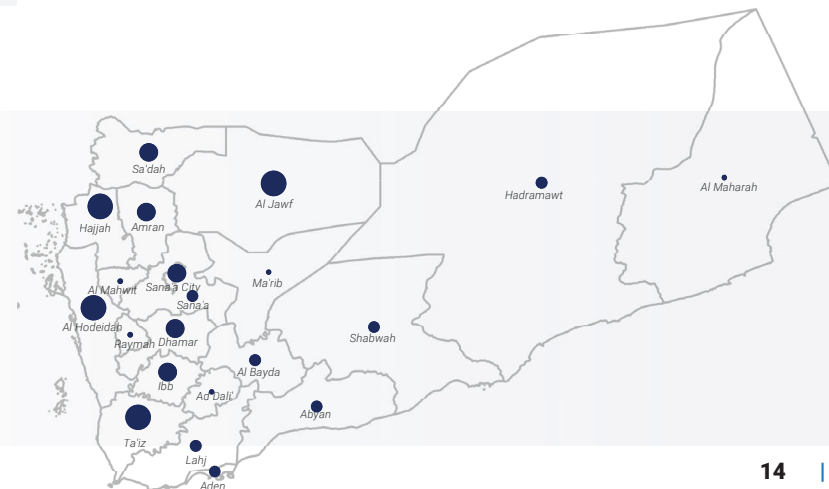 Sa'dah
Al Jawf
Hadramawt
Al Maharah
Hajjah
Amran
Al Mahwit
Sana'a City
Ma'rib
Sana'a
Al Hodeidah
Raymah
Dhamar
Shabwah
Al Bayda
Ibb
Ad Dali'
Abyan
Ta'iz
Lahj
Aden
14